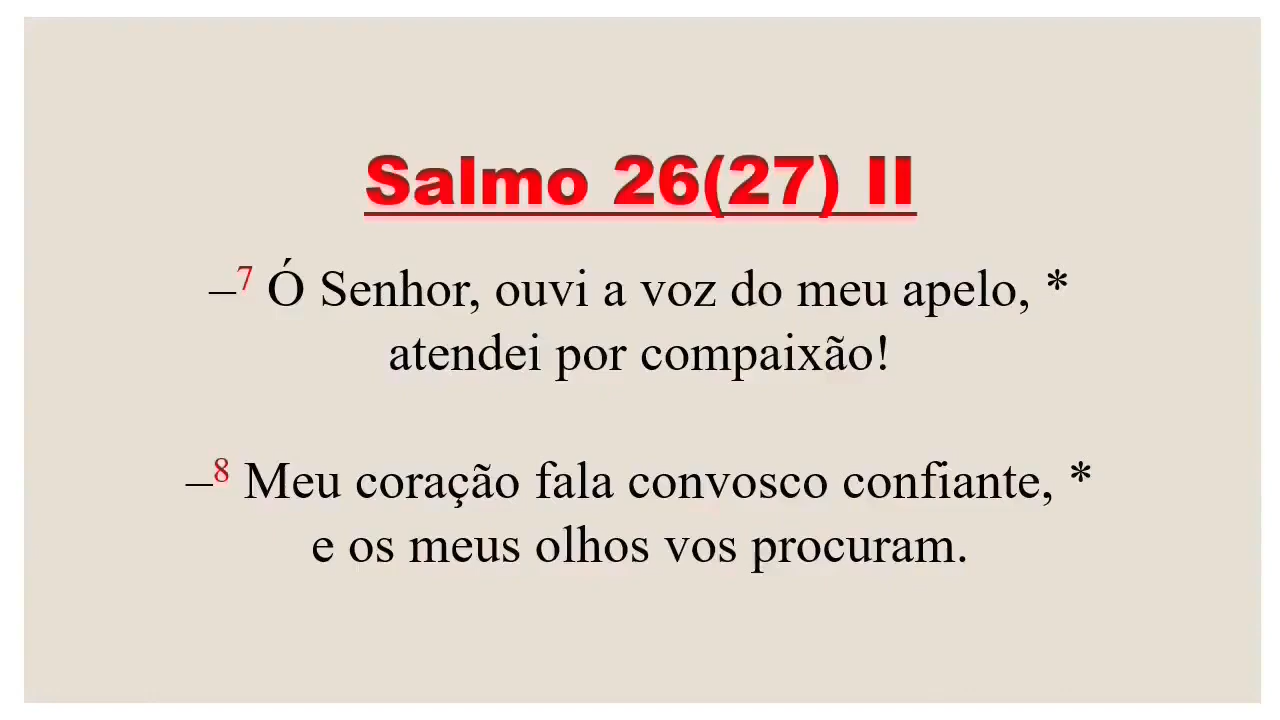 Salmo 26(27) II
–7 Ó Senhor, ouvi a voz do meu apelo, *
atendei por compaixão!
–8 Meu coração fala convosco confiante, *
e os meus olhos vos procuram.